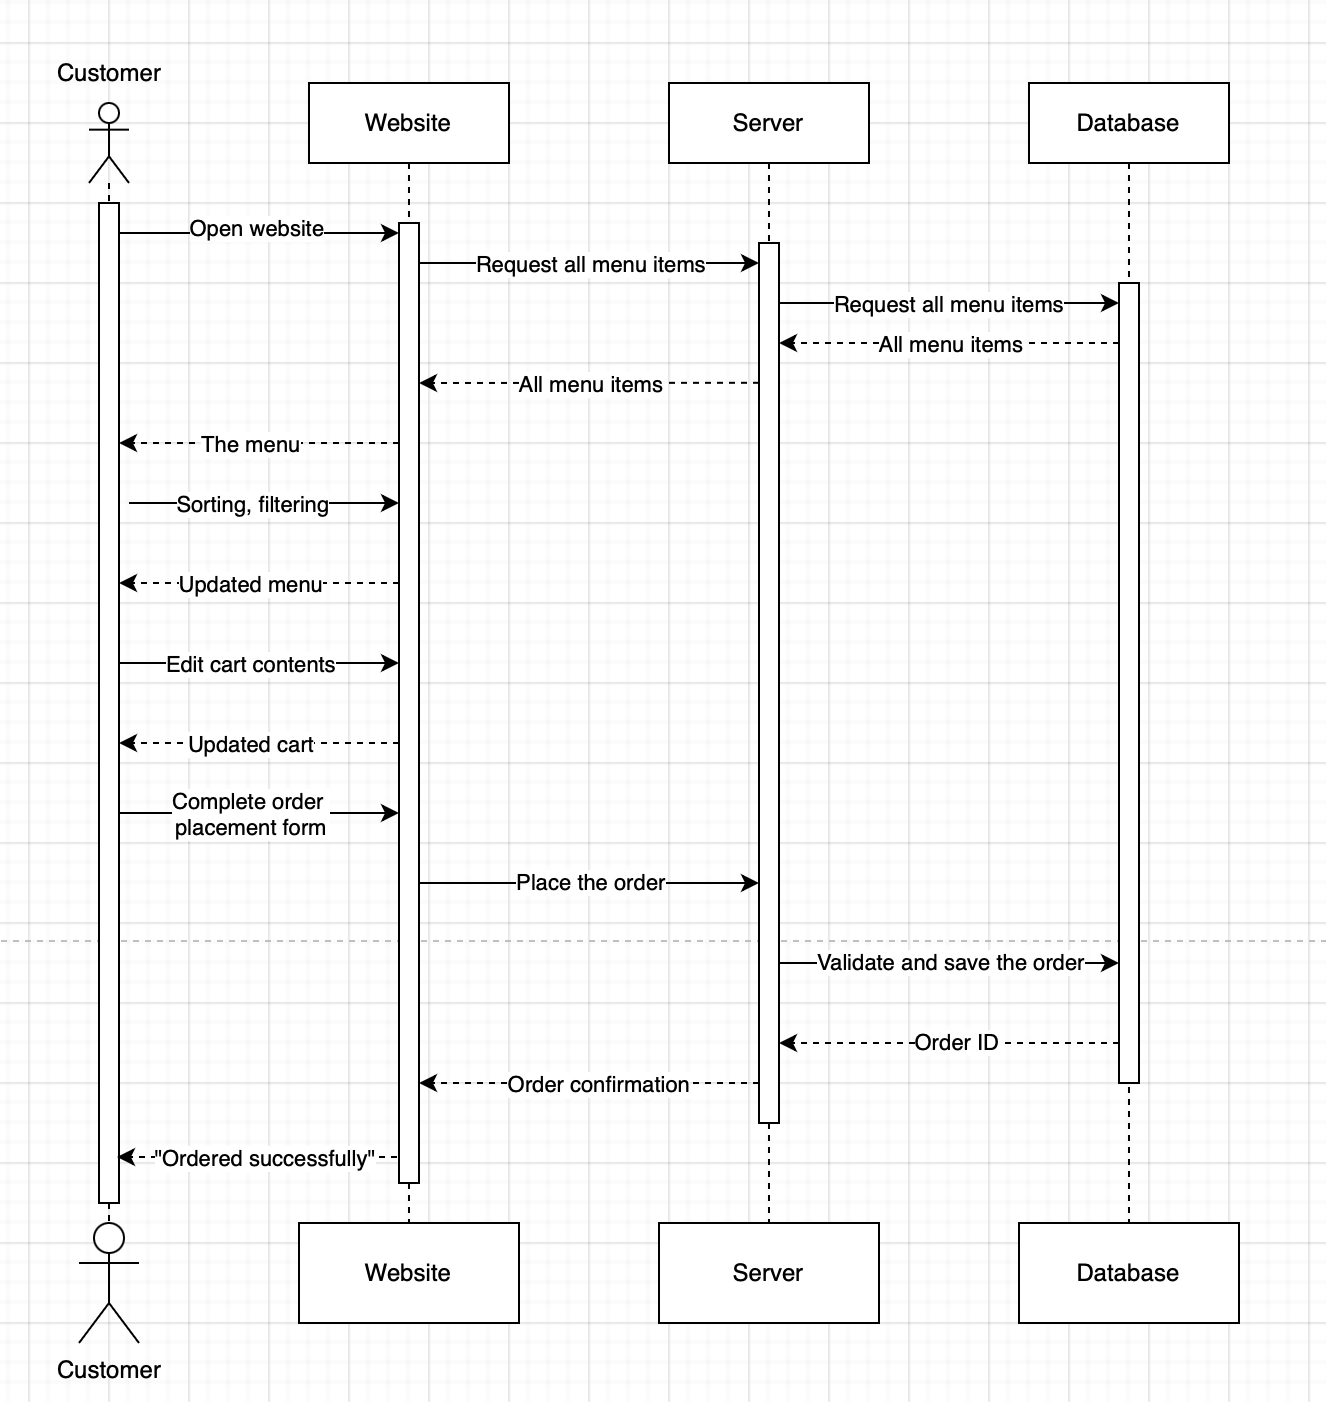 Customer
Website
Server
Database
Open website
Request all menu items
Request all menu items
All menu items
All menu items
The menu
Sorting, filtering
Updated menu
Edit cart contents
Updated cart
Complete order
placement form
Place the order
Validate and save the order
Order ID
Order confirmation
"Ordered successfully"
Website
Server
Database
Customer